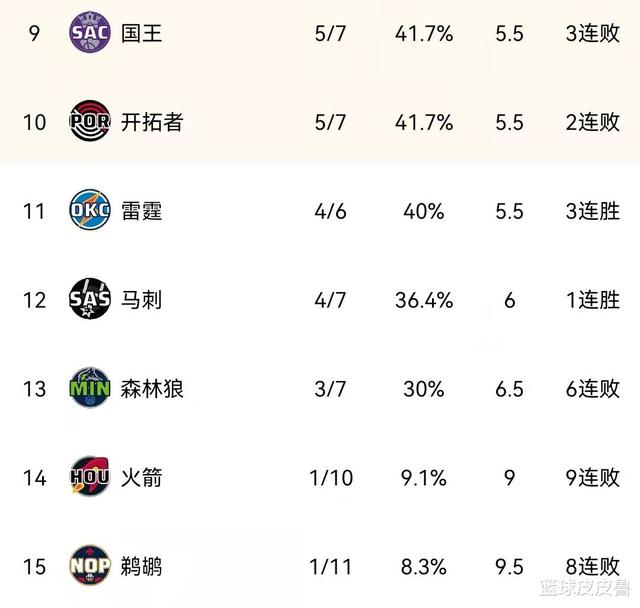 9 SAC 国王 5/7 41.7% 5.5 3连败
10 POR 开拓者 5/7 41.7% 5.5 2连败
11 OKC 雷霆 4/6 40% 5.5 3连胜
12 SAS 马刺 4/7 36.4% 6 1连胜
13 MIN 森林狼 3/7 30% 6.5 6连败
14 HOU 火箭 1/10 9.1% 9 9连败
15 NOP 鹈鹕 1/11 8.3% 9.5 8连败
篮球皮皮鲁